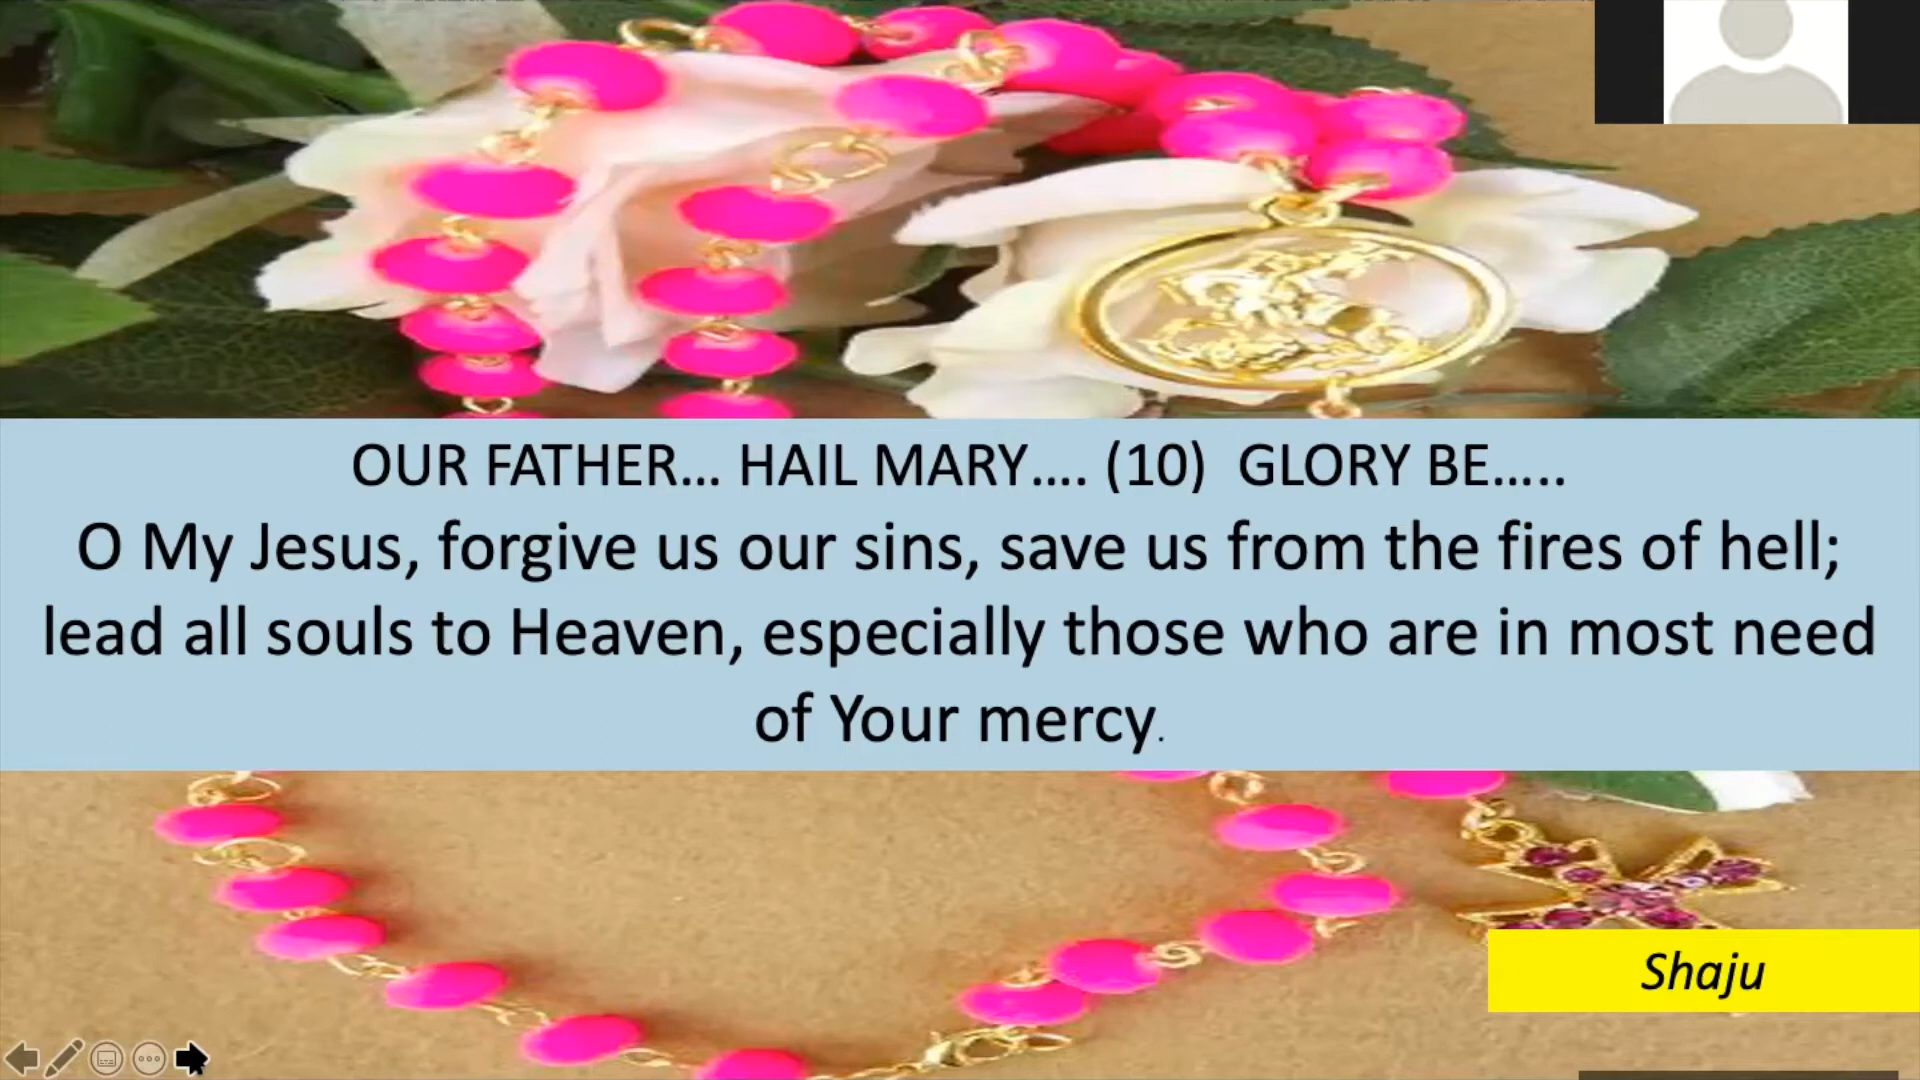 OUR FATHER... HAIL MARY.... (10)  GLORY BE.....
O My Jesus, forgive us our sins, save us from the fires of hell;
lead all souls to Heaven, especially those who are in most need
of Your mercy.
Shaju